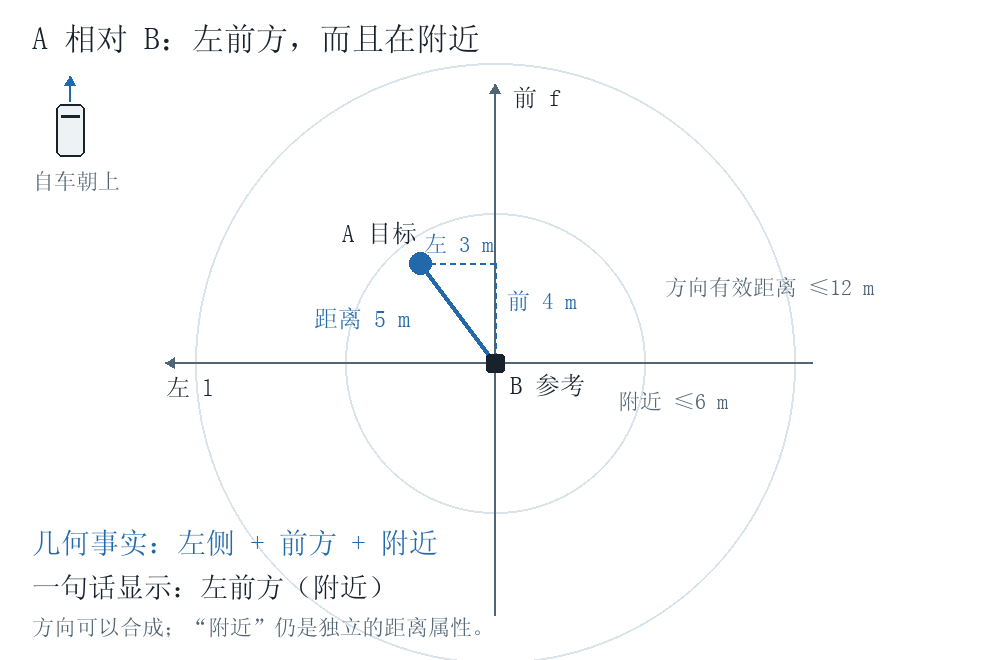 A 相对 B：左前方，而且在附近
前 f
自车朝上
A 目标
左 3 m
方向有效距离 ≤12 m
前 4 m
距离 5 m
左 l
B 参考
附近 ≤6 m
几何事实：左侧 + 前方 + 附近
一句话显示：左前方（附近）
方向可以合成；“附近”仍是独立的距离属性。